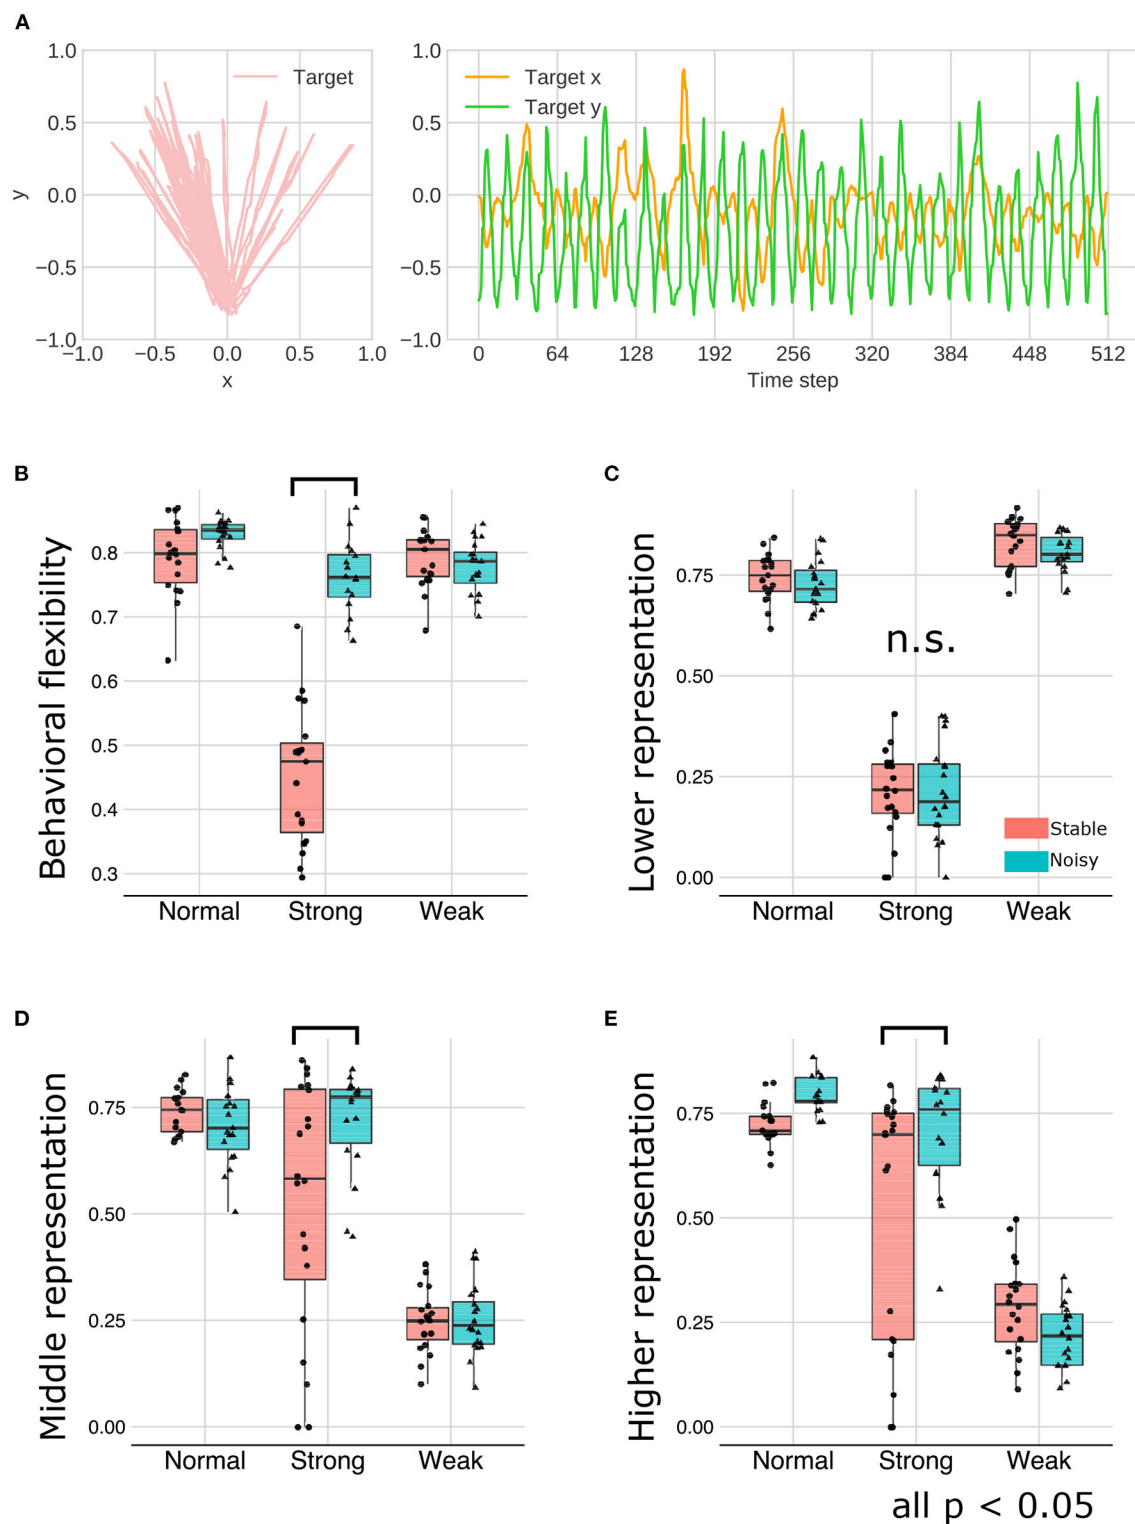 A
1.0
0.5
0.0
−0.5
−1.0
y
−1.0 −0.5 0.0 0.5 1.0
x
Target
1.0
0.5
0.0
−0.5
−1.0
Target x
Target y
0 64 128 192 256 320 384 448 512
Time step
B
Behavioral flexibility
0.8
0.7
0.6
0.5
0.4
0.3
Normal Strong Weak
C
Lower representation
0.75
0.50
0.25
0.00
n.s.
Stable
Noisy
Normal Strong Weak
D
Middle representation
0.75
0.50
0.25
0.00
Normal Strong Weak
E
Higher representation
0.75
0.50
0.25
0.00
Normal Strong Weak
all p < 0.05